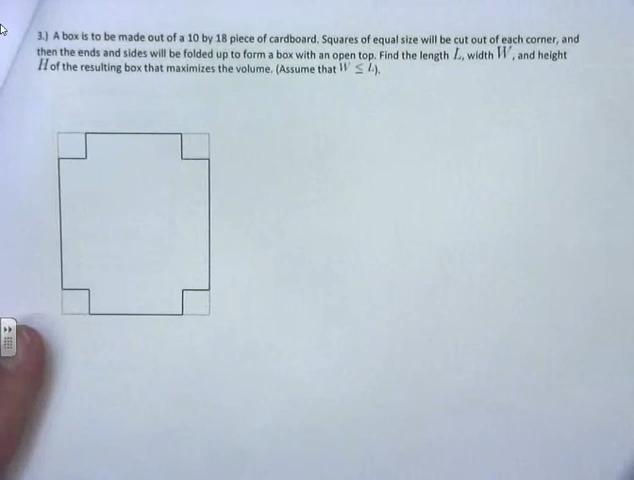 3.) A box is to be made out of a 10 by 18 piece of cardboard. Squares of equal size will be cut out of each corner, and
then the ends and sides will be folded up to form a box with an open top. Find the length L, width W, and height
H of the resulting box that maximizes the volume. (Assume that W ≤ L).